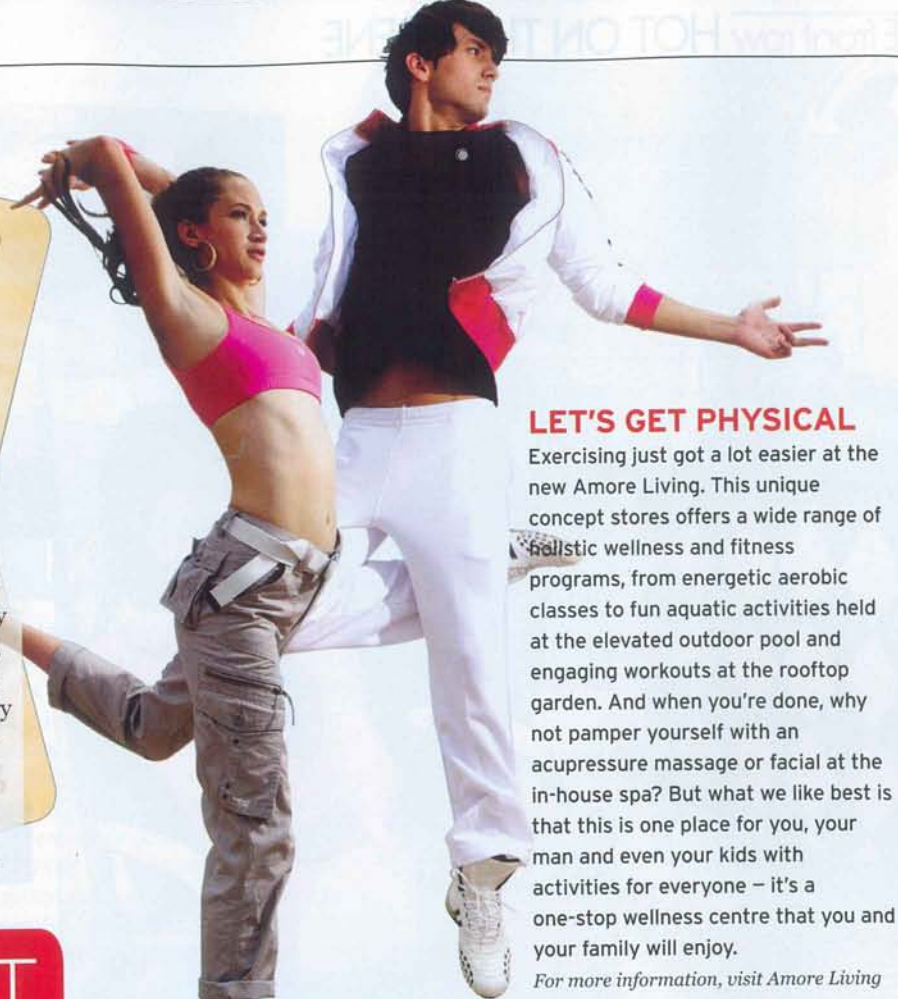 LET'S GET PHYSICAL
Exercising just got a lot easier at the
new Amore Living. This unique
concept stores offers a wide range of
holistic wellness and fitness
programs, from energetic aerobic
classes to fun aquatic activities held
at the elevated outdoor pool and
engaging workouts at the rooftop
garden. And when you're done, why
not pamper yourself with an
acupressure massage or facial at the
in-house spa? But what we like best is
that this is one place for you, your
man and even your kids with
activities for everyone – it's a
one-stop wellness centre that you and
your family will enjoy.
For more information, visit Amore Living
y
y
T